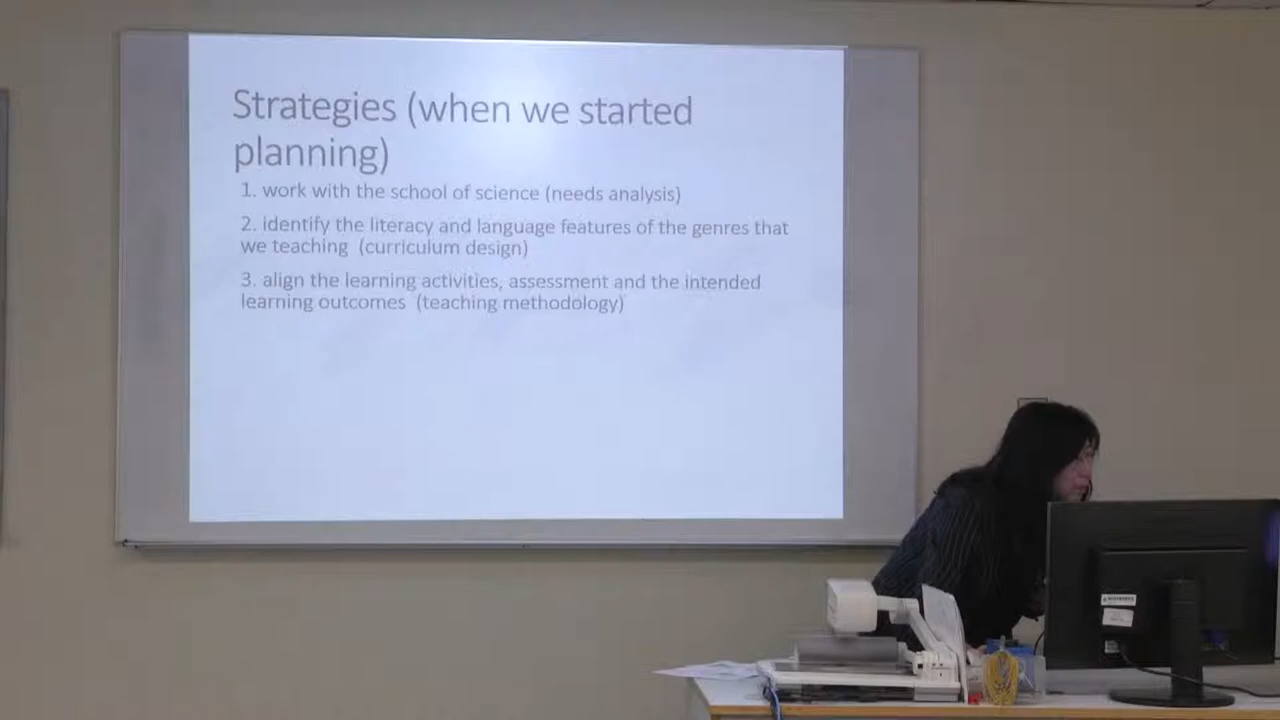 Strategies (when we started
planning)
1. work with the school of science (needs analysis)
2. identify the literacy and language features of the genres that
we teaching  (curriculum design)
3. align the learning activities, assessment and the intended
learning outcomes  (teaching methodology)